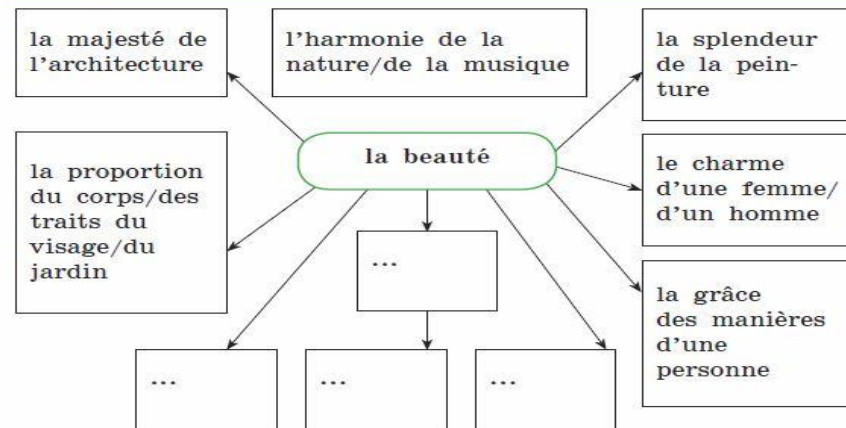 la majesté de
l'architecture
l'harmonie de la
nature/de la musique
la splendeur
de la pein-
ture
la beauté
la proportion
du corps/des
traits du
visage/du
jardin
le charme
d'une femme/
d'un homme
...
la grâce
des manières
d'une
personne
...
...
...